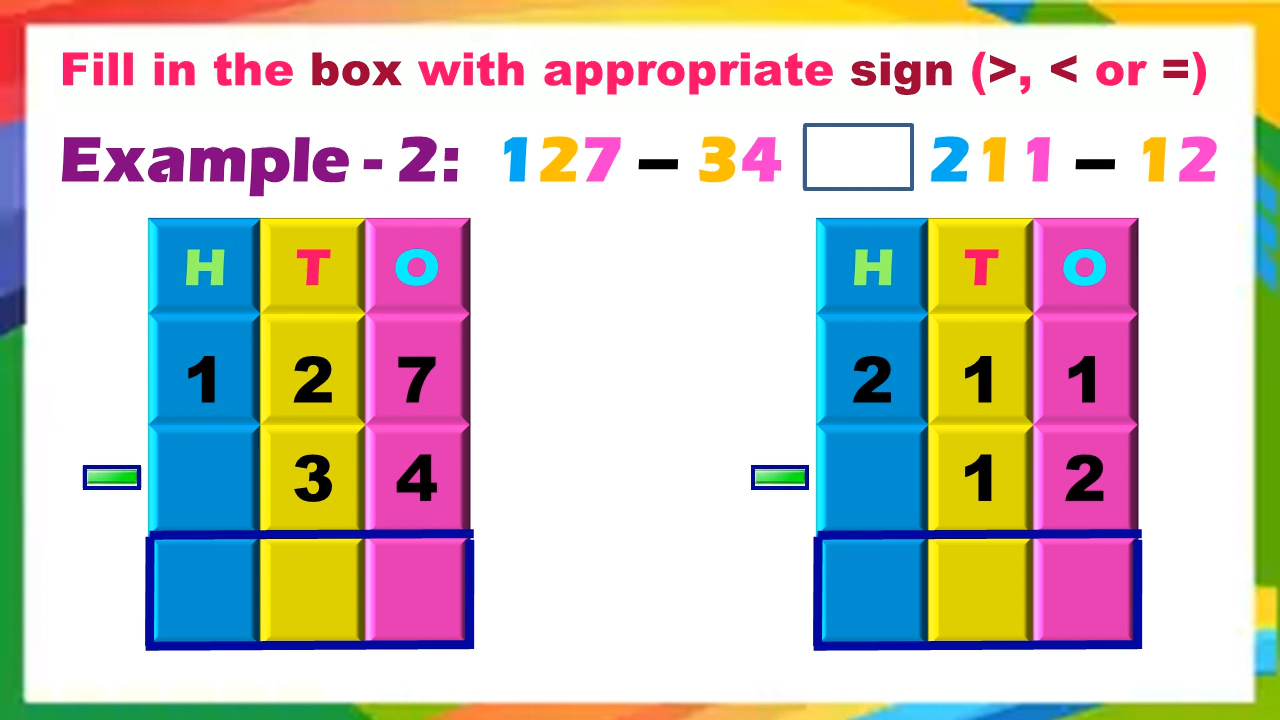 Fill in the box with appropriate sign (>, < or =)
Example - 2: 127 – 34 211 – 12
H T O H T O
1 2 7 2 1 1
3 4 1 2